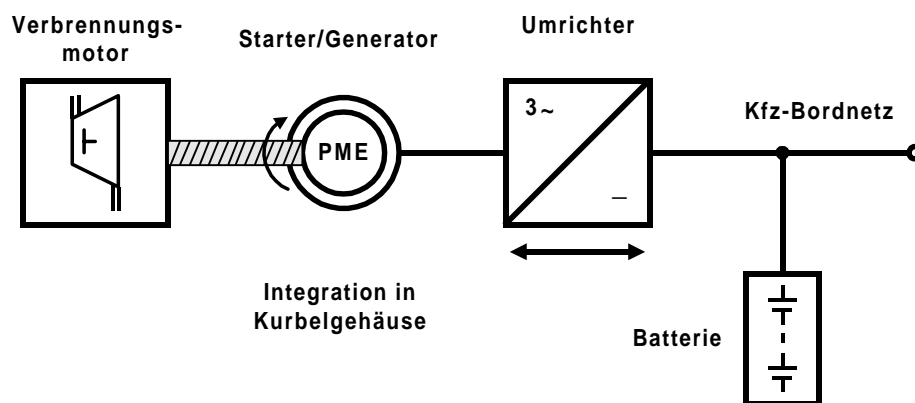 Verbrennungs-
motor
Starter/Generator
Umrichter
Kfz-Bordnetz
3~
PME
–
Integration in
Kurbelgehäuse
Batterie